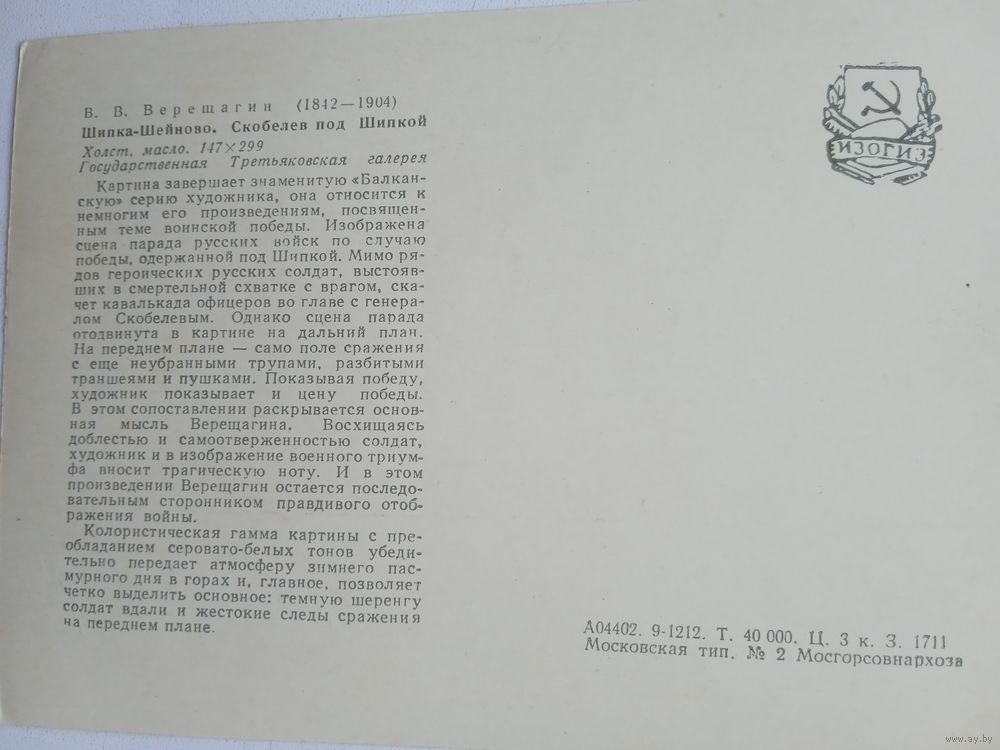 В. В. Верещагин (1842—1904)
Шипка-Шейново. Скобелев под Шипкой
Холст, масло. 147×299
Государственная Третьяковская галерея
Картина завершает знаменитую «Балкан-
скую» серию художника, она относится к
немногим его произведениям, посвящен-
ным теме воинской победы. Изображена
сцена парада русских войск по случаю
победы, одержанной под Шипкой. Мимо ря-
дов героических русских солдат, выстояв-
ших в смертельной схватке с врагом, ска-
чет кавалькада офицеров во главе с генера-
лом Скобелевым. Однако сцена парада
отодвинута в картине на дальний план.
На переднем плане — само поле сражения
с еще неубранными трупами, разбитыми
траншеями и пушками. Показывая победу,
художник показывает и цену победы.
В этом сопоставлении раскрывается основ-
ная мысль Верещагина. Восхищаясь
доблестью и самоотверженностью солдат,
художник и в изображение военного триум-
фа вносит трагическую ноту. И в этом
произведении Верещагин остается последо-
вательным сторонником правдивого отоб-
ражения войны.
Колористическая гамма картины с пре-
обладанием серовато-белых тонов убеди-
тельно передает атмосферу зимнего пас-
мурного дня в горах и, главное, позволяет
четко выделить основное: темную шеренгу
солдат вдали и жестокие следы сражения
на переднем плане.
ИЗОГИЗ
А04402. 9-1212. Т. 40 000. Ц. 3 к. З. 1711
Московская тип. № 2 Мосгорсовнархоза
www.ay.by